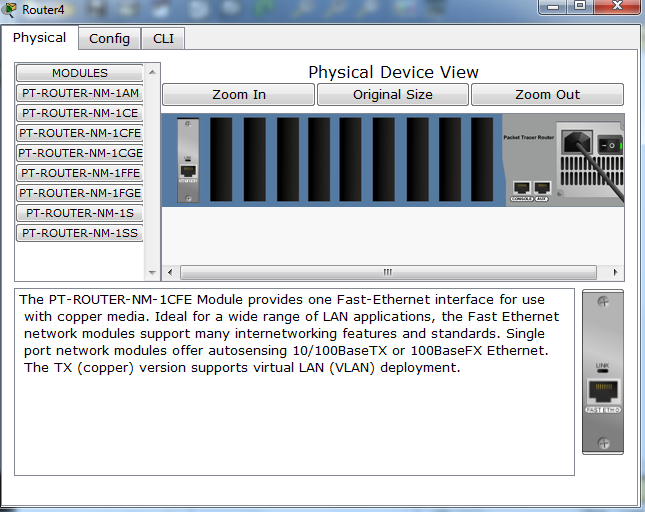 Router4
Physical
Config
CLI
MODULES
PT-ROUTER-NM-1AM
PT-ROUTER-NM-1CE
PT-ROUTER-NM-1CFE
PT-ROUTER-NM-1CGE
PT-ROUTER-NM-1FFE
PT-ROUTER-NM-1FGE
PT-ROUTER-NM-1S
PT-ROUTER-NM-1SS
Physical Device View
Zoom In
Original Size
Zoom Out
Packet Tracer Router
CONSOLE
AUX
The PT-ROUTER-NM-1CFE Module provides one Fast-Ethernet interface for use
with copper media. Ideal for a wide range of LAN applications, the Fast Ethernet
network modules support many internetworking features and standards. Single
port network modules offer autosensing 10/100BaseTX or 100BaseFX Ethernet.
The TX (copper) version supports virtual LAN (VLAN) deployment.
LINK
FAST ETH 0